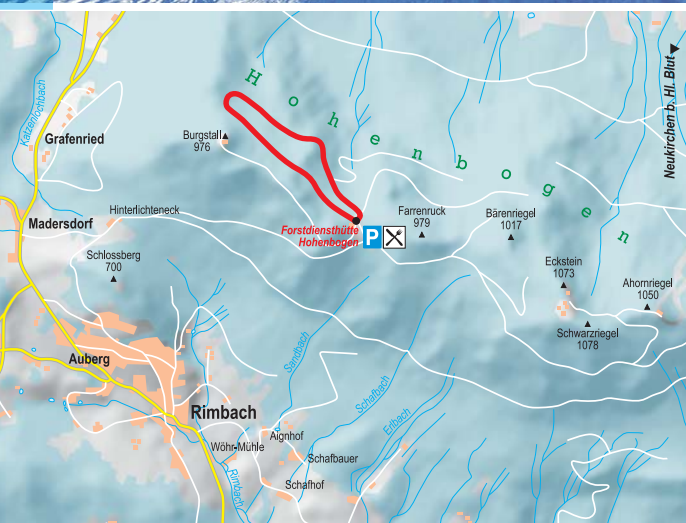 Hohenbogen
Neukirchen b. Hl. Blut
Katzenlochbach
Grafenried
Burgstall
976
Hinterlichteneck
Madersdorf
Schlossberg
700
Forstdiensthütte
Hohenbogen
P
Farrenruck
979
Bärenriegel
1017
Eckstein
1073
Ahornriegel
1050
Schwarzriegel
1078
Auberg
Rimbach
Sandbach
Schafbach
Erlbach
Aignhof
Wöhr-Mühle
Schafbauer
Schafhof
Rimbach